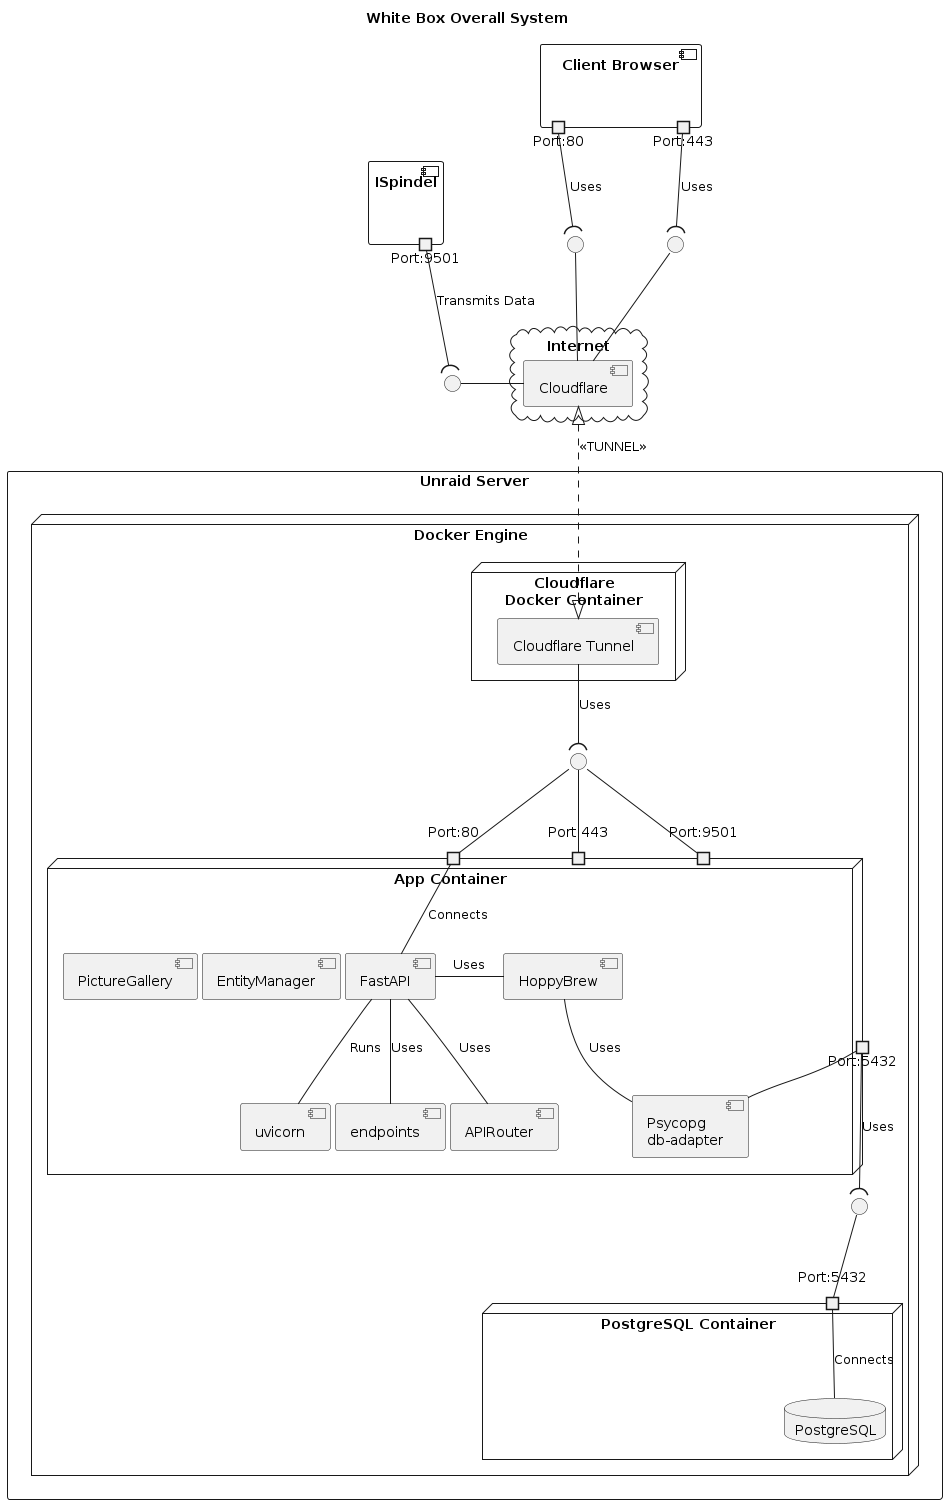 White Box Overall System
Client Browser
Port:80
Port:443
ISpindel
Uses
Uses
Port:9501
Transmits Data
Internet
Cloudflare
«TUNNEL»
Unraid Server
Docker Engine
Cloudflare
Docker Container
Cloudflare Tunnel
Uses
Port:80
Port:443
Port:9501
App Container
Connects
PictureGallery
EntityManager
FastAPI
Uses
HoppyBrew
Runs
Uses
Uses
Uses
Port:5432
uvicorn
endpoints
APIRouter
Psycopg
db-adapter
Uses
Port:5432
PostgreSQL Container
Connects
PostgreSQL